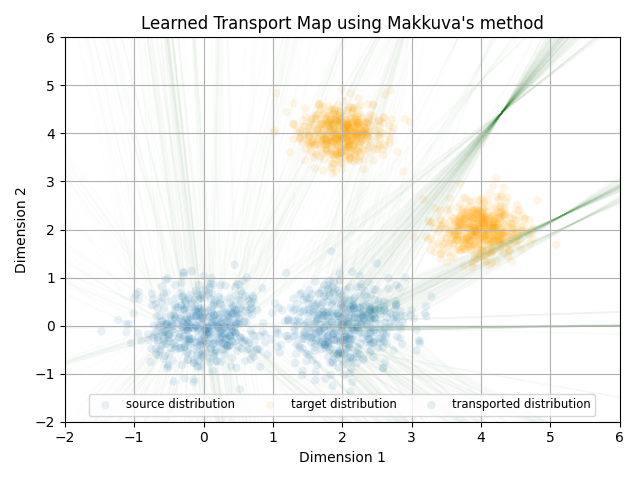 Learned Transport Map using Makkuva's method
6
5
4
3
2
1
0
−1
−2
Dimension 2
source distribution target distribution transported distribution
−2 −1 0 1 2 3 4 5 6
Dimension 1